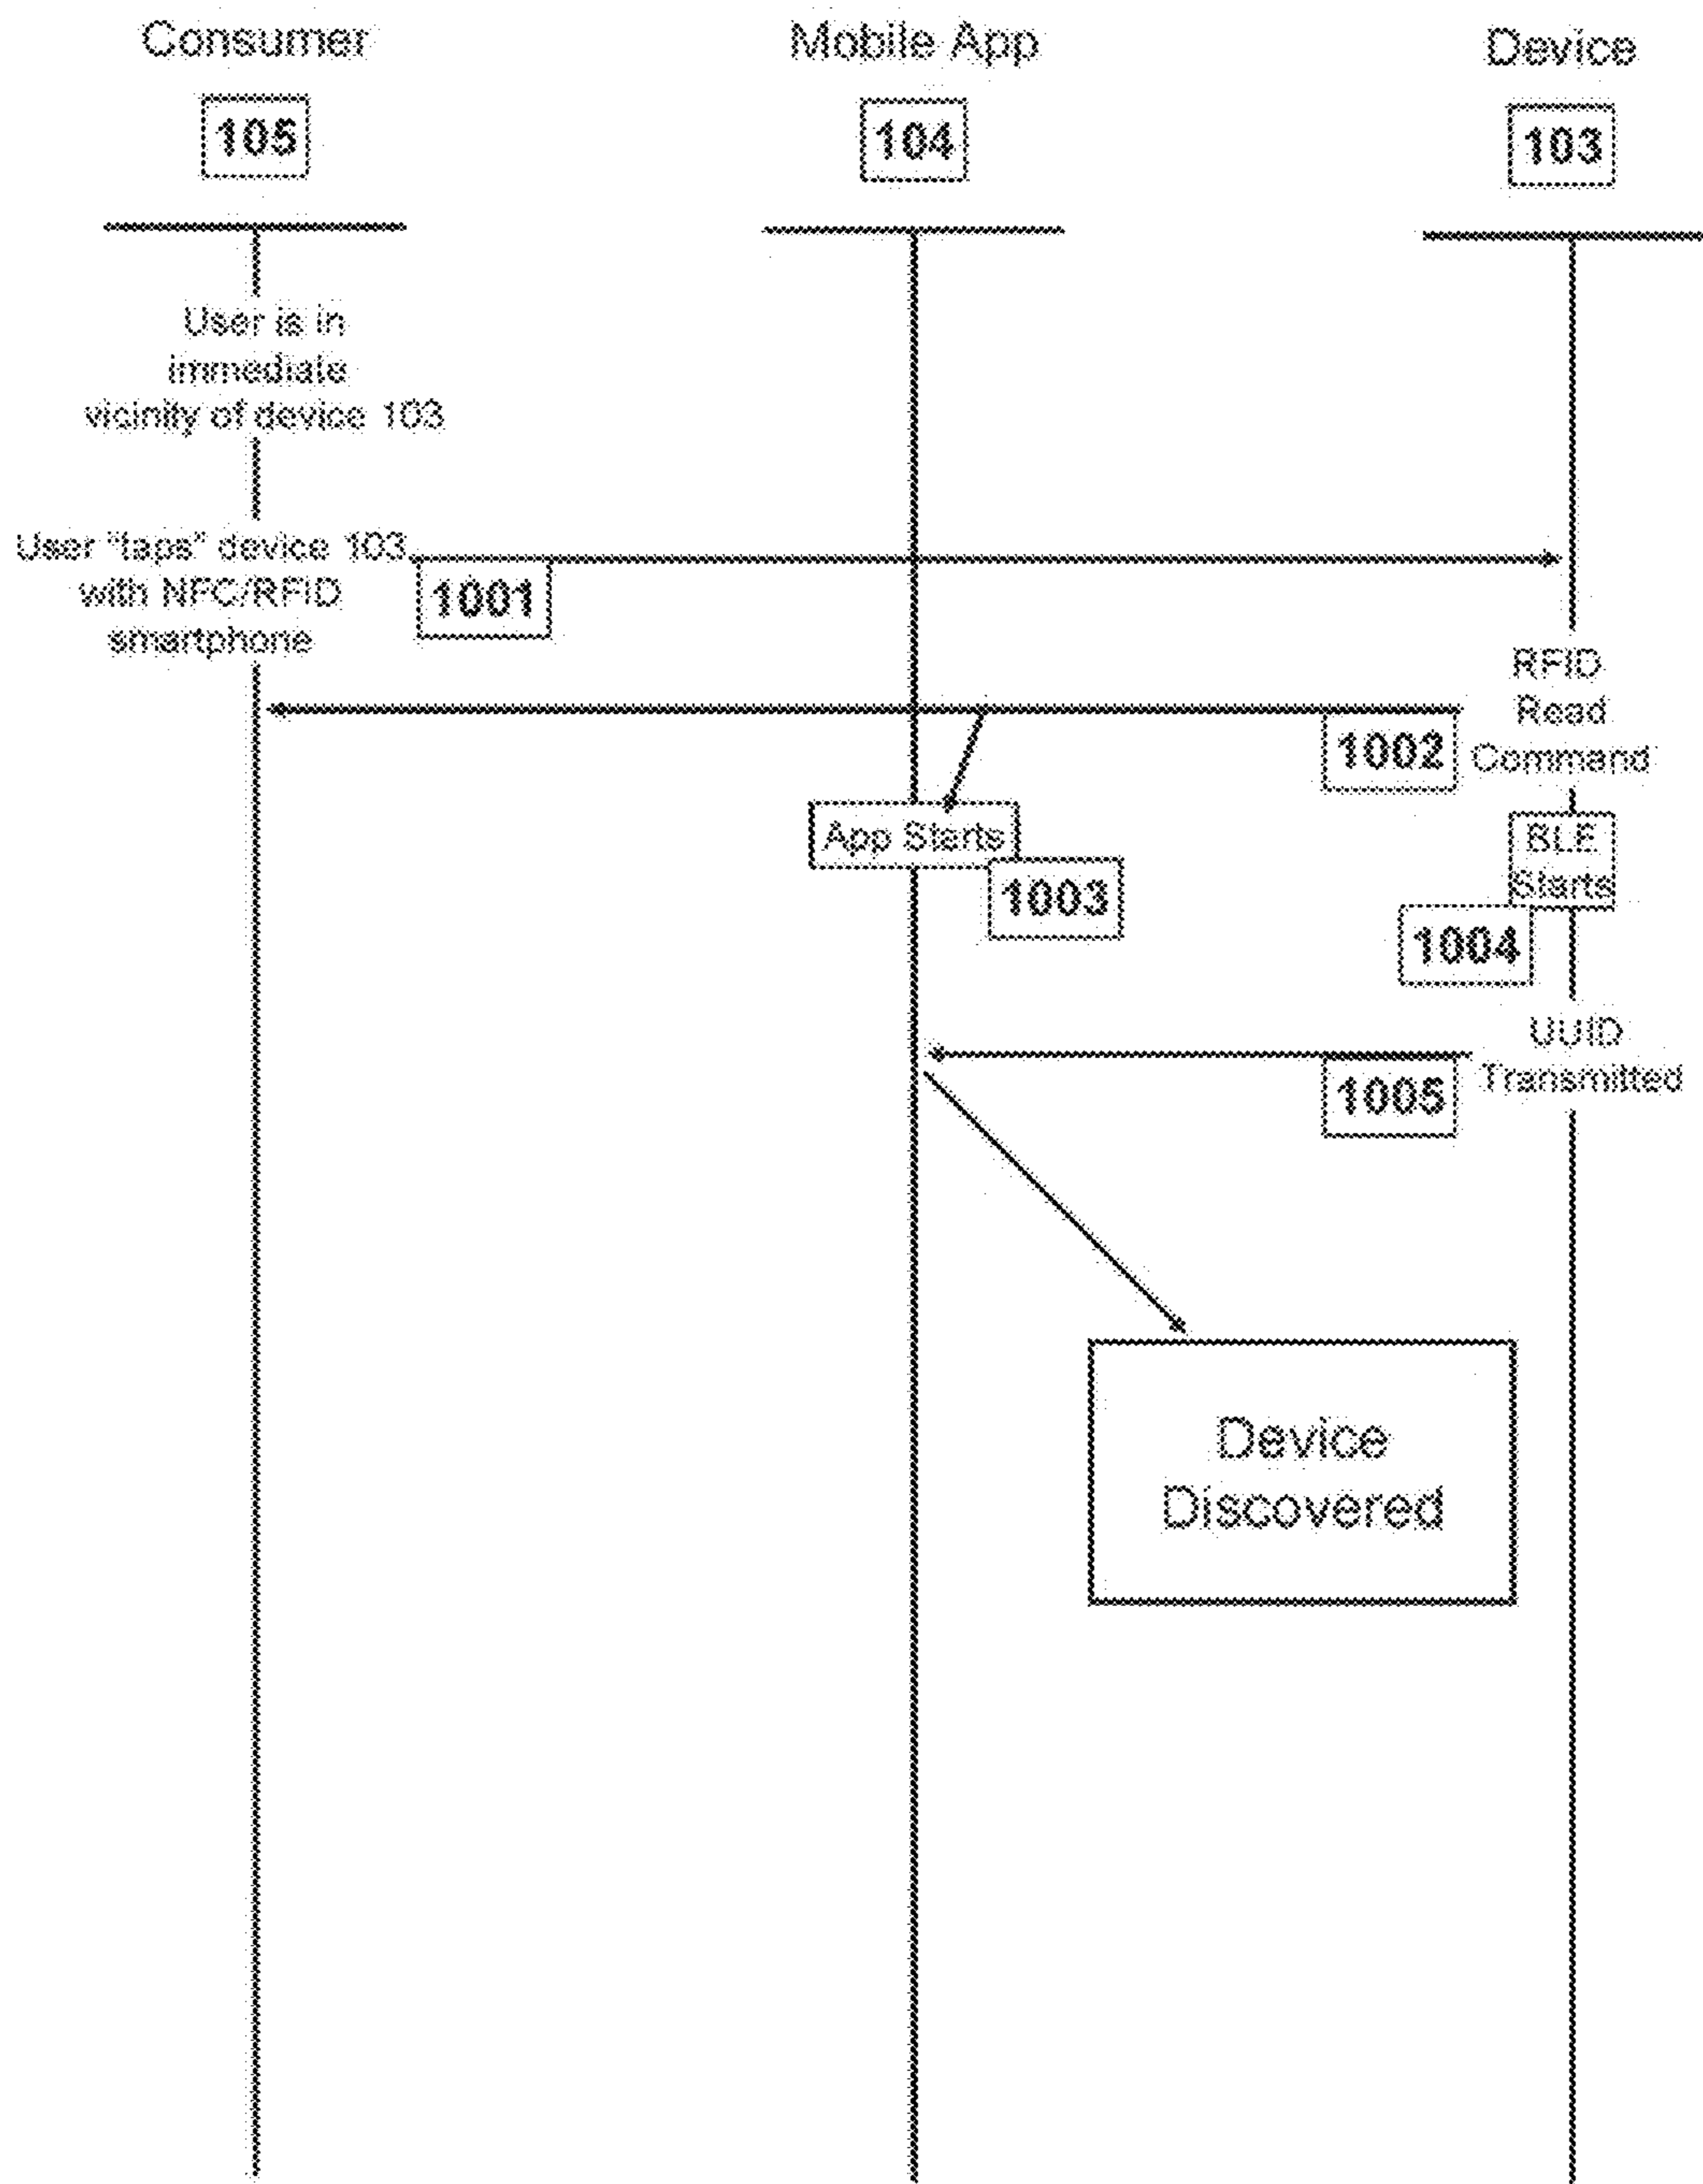 Consumer
Mobile App
Device
105
104
103
User is in
immediate
vicinity of device 103
User "taps" device 103
with NFC/RFID
smartphone
1001
RFID
Read
Command
1002
App Starts
1003
BLE
Starts
1004
UUID
Transmitted
1005
Device
Discovered